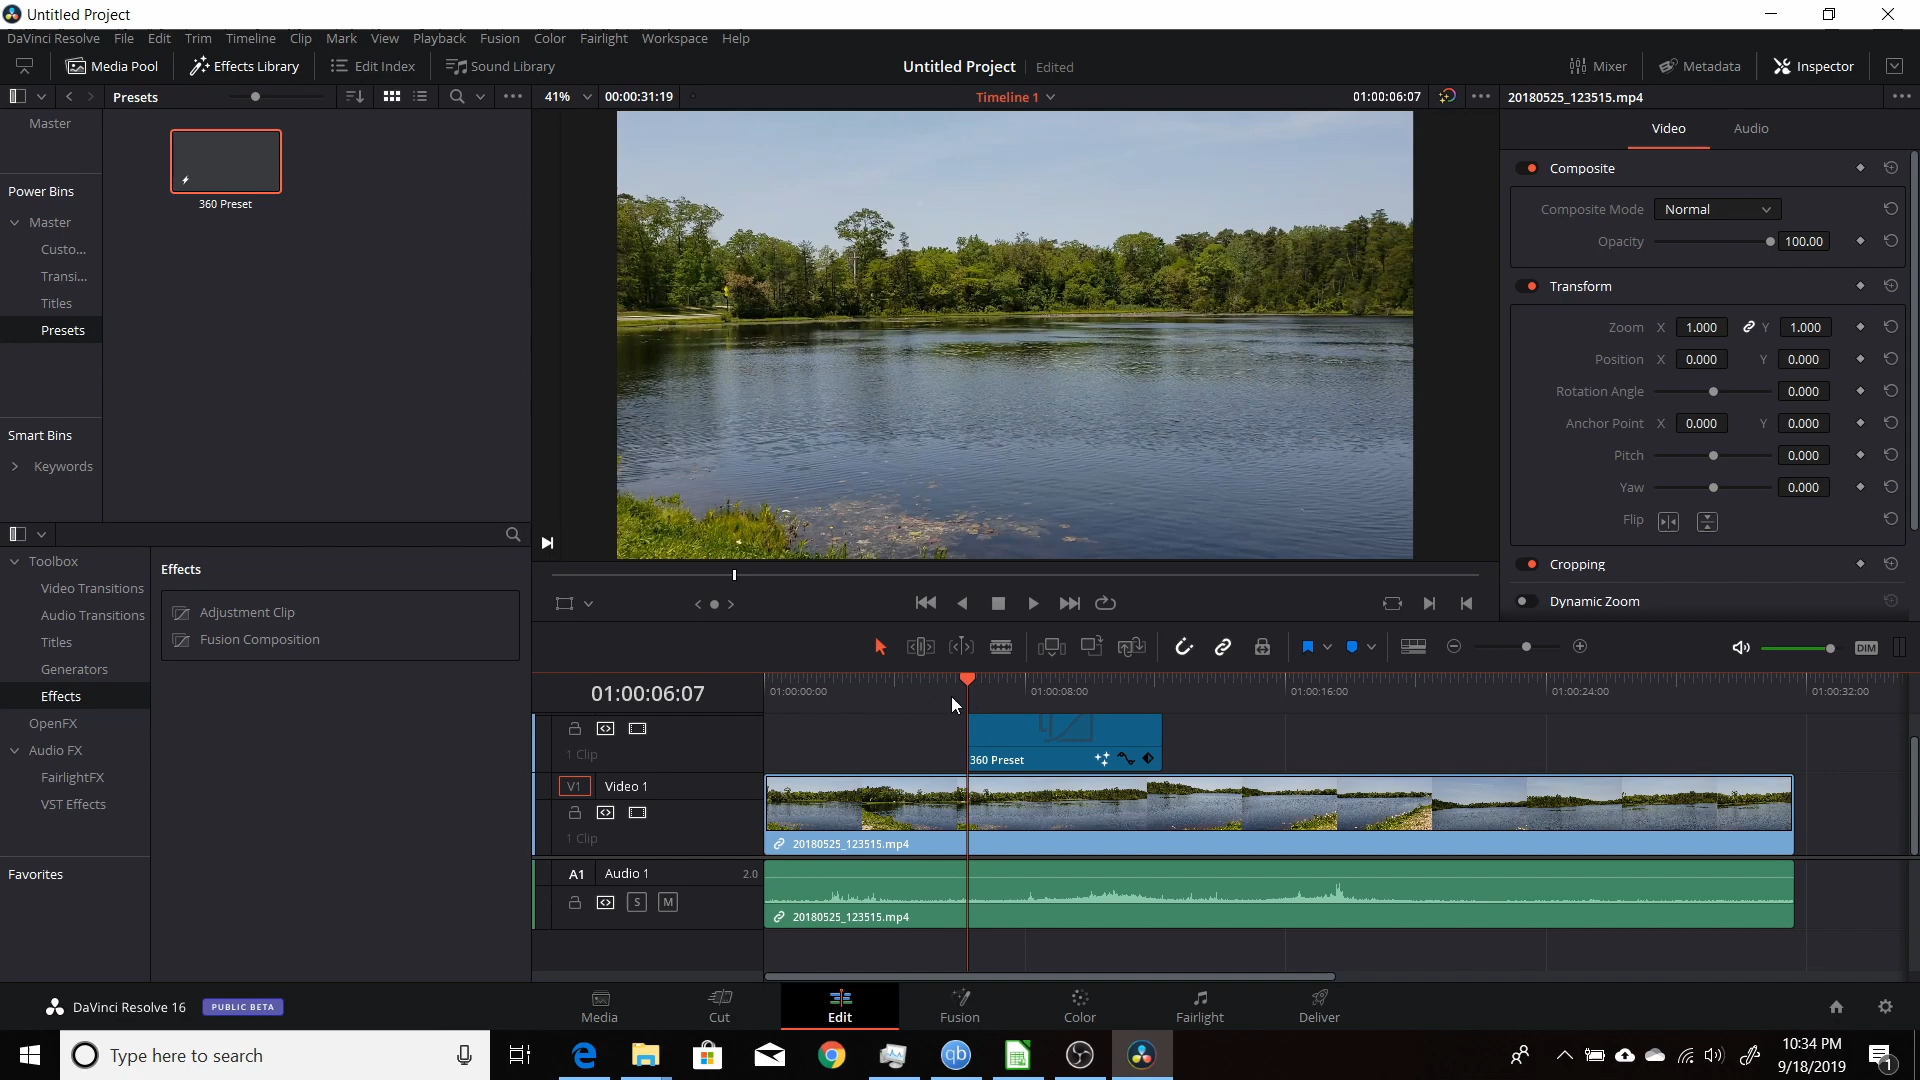 Untitled Project
DaVinci Resolve File Edit Trim Timeline Clip Mark View Playback Fusion Color Fairlight Workspace Help
Media Pool Effects Library Edit Index Sound Library Untitled Project Edited Mixer Metadata Inspector
Presets 41% 00:00:31:19 Timeline 1 01:00:06:07 20180525_123515.mp4
Master
Power Bins
Master
Custo...
Transi...
Titles
Presets
Smart Bins
Keywords
360 Preset
Video Audio
Composite
Composite Mode Normal
Opacity 100.00
Transform
Zoom X 1.000 Y 1.000
Position X 0.000 Y 0.000
Rotation Angle 0.000
Anchor Point X 0.000 Y 0.000
Pitch 0.000
Yaw 0.000
Flip
Cropping
Dynamic Zoom
Toolbox
Video Transitions
Audio Transitions
Titles
Generators
Effects
OpenFX
Audio FX
FairlightFX
VST Effects
Favorites
Effects
Adjustment Clip
Fusion Composition
DIM
01:00:06:07 01:00:00:00 01:00:08:00 01:00:16:00 01:00:24:00 01:00:32:00
1 Clip
360 Preset
V1 Video 1
1 Clip
20180525_123515.mp4
A1 Audio 1 2.0
S M
20180525_123515.mp4
DaVinci Resolve 16 PUBLIC BETA
Media Cut Edit Fusion Color Fairlight Deliver
Type here to search
qb
10:34 PM
9/18/2019
1